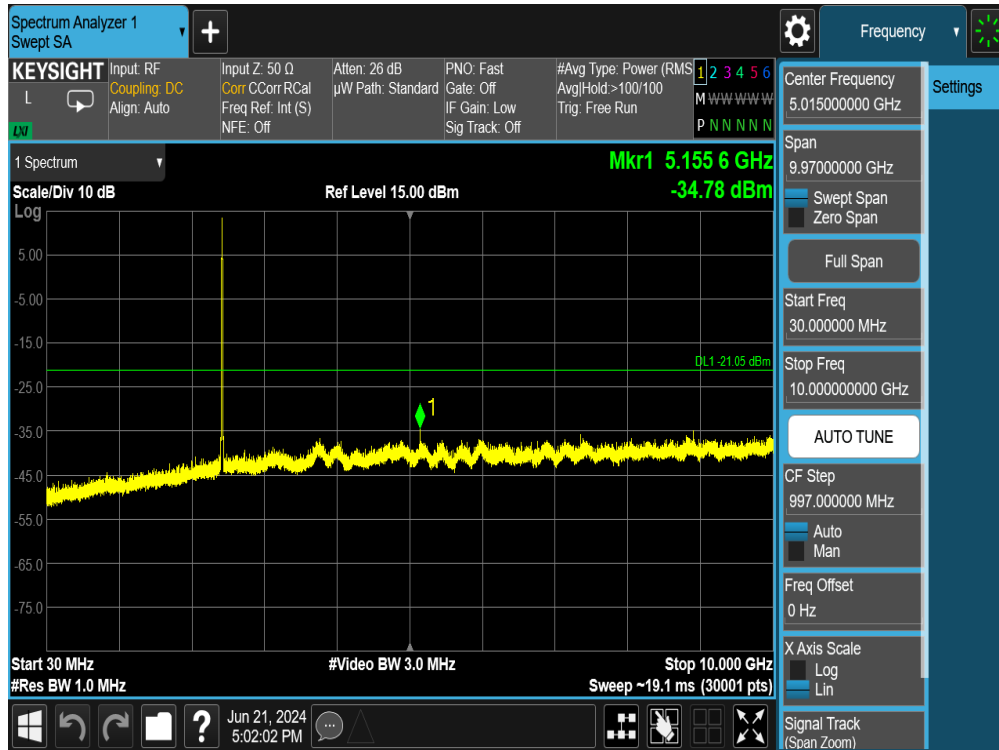 Spectrum Analyzer 1
Swept SA
Frequency
KEYSIGHT
L
LXI
Input: RF
Coupling: DC
Align: Auto
Input Z: 50 Ω
Corr CCorr RCal
Freq Ref: Int (S)
NFE: Off
Atten: 26 dB
µW Path: Standard
PNO: Fast
Gate: Off
IF Gain: Low
Sig Track: Off
#Avg Type: Power (RMS
Avg|Hold:>100/100
Trig: Free Run
1 2 3 4 5 6
M W W W W W
P N N N N N
1 Spectrum
Mkr1 5.155 6 GHz
-34.78 dBm
Scale/Div 10 dB
Ref Level 15.00 dBm
Log
5.00
-5.00
-15.0
DL1 -21.05 dBm
-25.0
1
-35.0
-45.0
-55.0
-65.0
-75.0
Start 30 MHz
#Video BW 3.0 MHz
Stop 10.000 GHz
#Res BW 1.0 MHz
Sweep ~19.1 ms (30001 pts)
Jun 21, 2024
5:02:02 PM
Center Frequency
5.015000000 GHz
Settings
Span
9.97000000 GHz
Swept Span
Zero Span
Full Span
Start Freq
30.000000 MHz
Stop Freq
10.000000000 GHz
AUTO TUNE
CF Step
997.000000 MHz
Auto
Man
Freq Offset
0 Hz
X Axis Scale
Log
Lin
Signal Track
(Span Zoom)